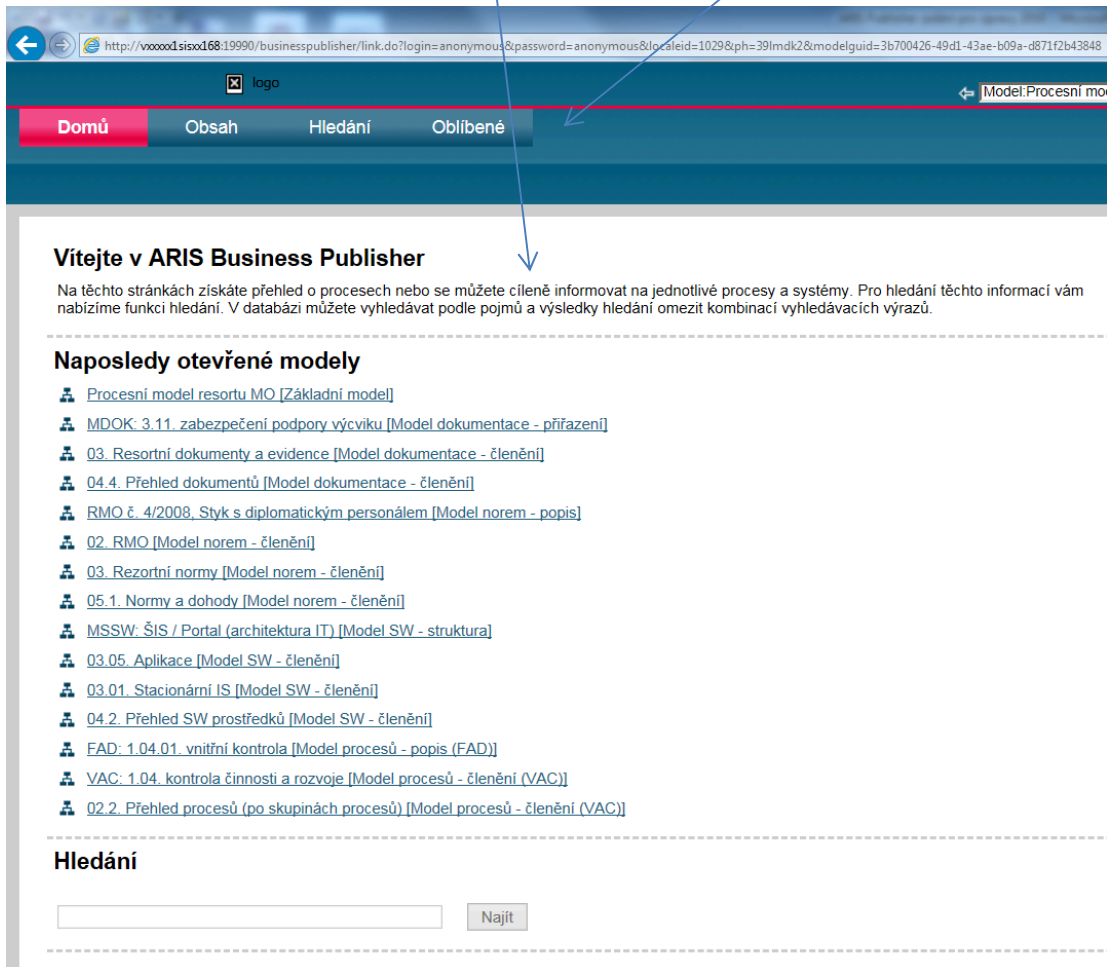 http://vxxxxx1sisxx168:19990/businesspublisher/link.do?login=anonymous&password=anonymous&localeid=1029&ph=39lmdk2&modelguid=3b700426-49d1-43ae-b09a-d871f2b43848
logo
Model:Procesní mod
Domů Obsah Hledání Oblíbené
Vítejte v ARIS Business Publisher
Na těchto stránkách získáte přehled o procesech nebo se můžete cíleně informovat na jednotlivé procesy a systémy. Pro hledání těchto informací vám
nabízíme funkci hledání. V databázi můžete vyhledávat podle pojmů a výsledky hledání omezit kombinací vyhledávacích výrazů.
Naposledy otevřené modely
Procesní model resortu MO [Základní model]
MDOK: 3.11. zabezpečení podpory výcviku [Model dokumentace - přiřazení]
03. Resortní dokumenty a evidence [Model dokumentace - členění]
04.4. Přehled dokumentů [Model dokumentace - členění]
RMO č. 4/2008, Styk s diplomatickým personálem [Model norem - popis]
02. RMO [Model norem - členění]
03. Rezortní normy [Model norem - členění]
05.1. Normy a dohody [Model norem - členění]
MSSW: ŠIS / Portal (architektura IT) [Model SW - struktura]
03.05. Aplikace [Model SW - členění]
03.01. Stacionární IS [Model SW - členění]
04.2. Přehled SW prostředků [Model SW - členění]
FAD: 1.04.01. vnitřní kontrola [Model procesů - popis (FAD)]
VAC: 1.04. kontrola činnosti a rozvoje [Model procesů - členění (VAC)]
02.2. Přehled procesů (po skupinách procesů) [Model procesů - členění (VAC)]
Hledání
Najít